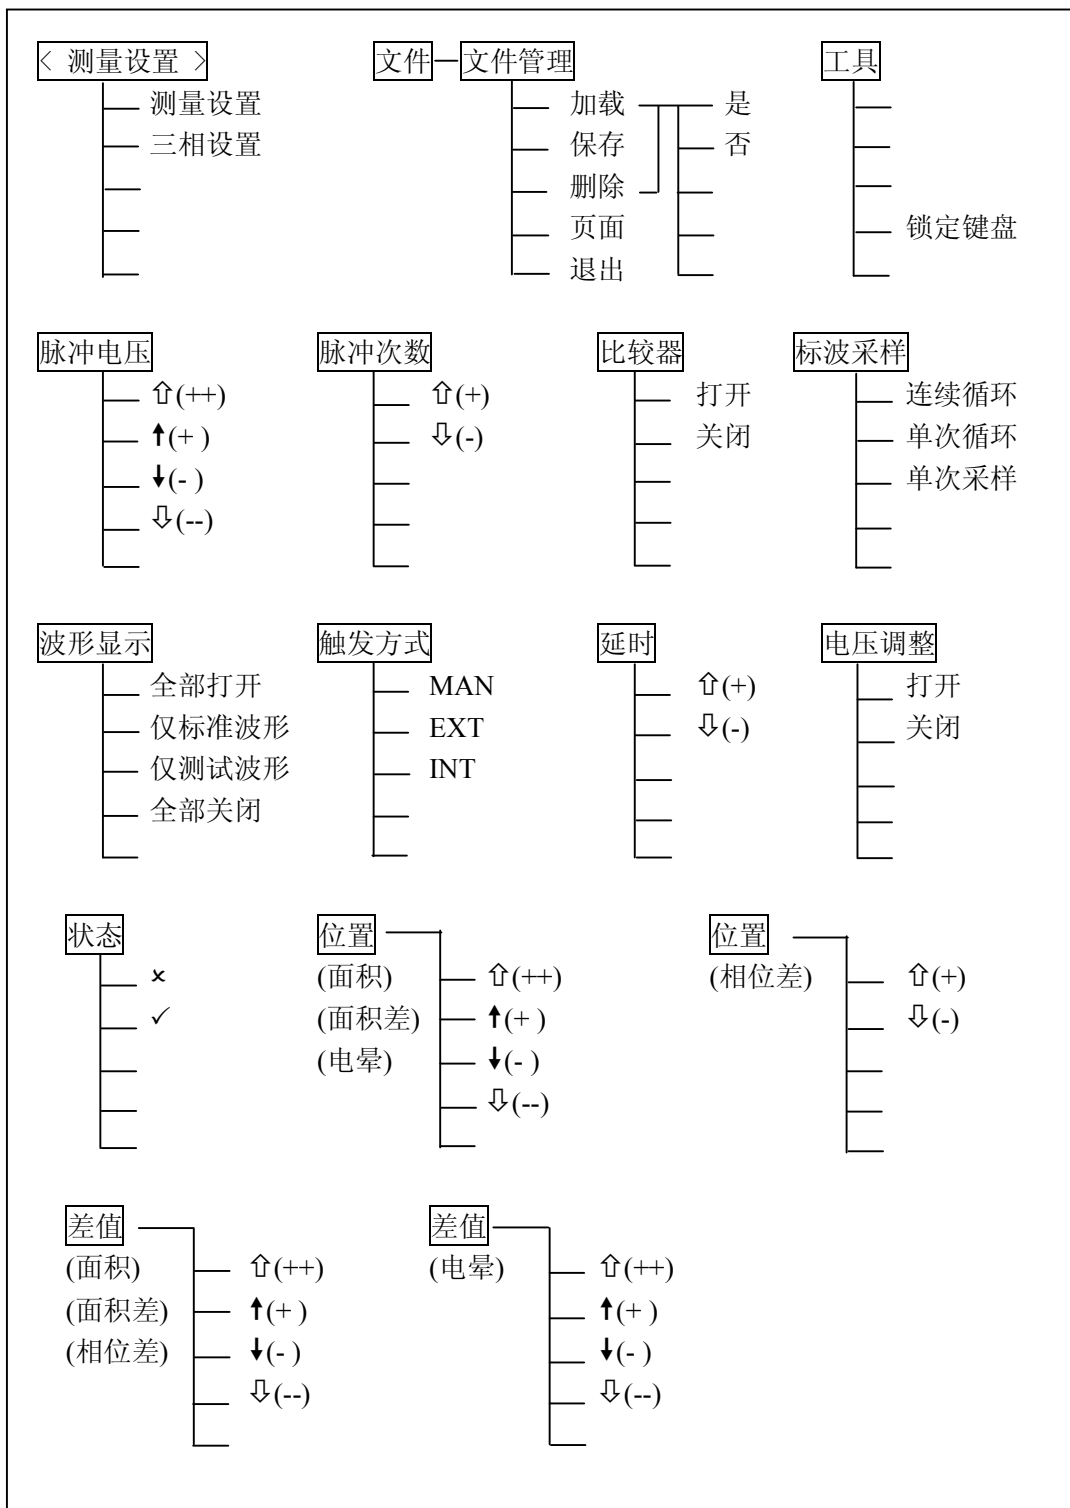 < 测量设置 >
测量设置
三相设置
文件
文件管理
加载
保存
删除
页面
退出
是
否
工具
锁定键盘
脉冲电压
⇧(++)
↑(+ )
↓(- )
⇩(--)
脉冲次数
⇧(+)
⇩(-)
比较器
打开
关闭
标波采样
连续循环
单次循环
单次采样
波形显示
全部打开
仅标准波形
仅测试波形
全部关闭
触发方式
MAN
EXT
INT
延时
⇧(+)
⇩(-)
电压调整
打开
关闭
状态
×
✓
位置
(面积)
(面积差)
(电晕)
⇧(++)
↑(+ )
↓(- )
⇩(--)
位置
(相位差)
⇧(+)
⇩(-)
差值
(面积)
(面积差)
(相位差)
⇧(++)
↑(+ )
↓(- )
⇩(--)
差值
(电晕)
⇧(++)
↑(+ )
↓(- )
⇩(--)